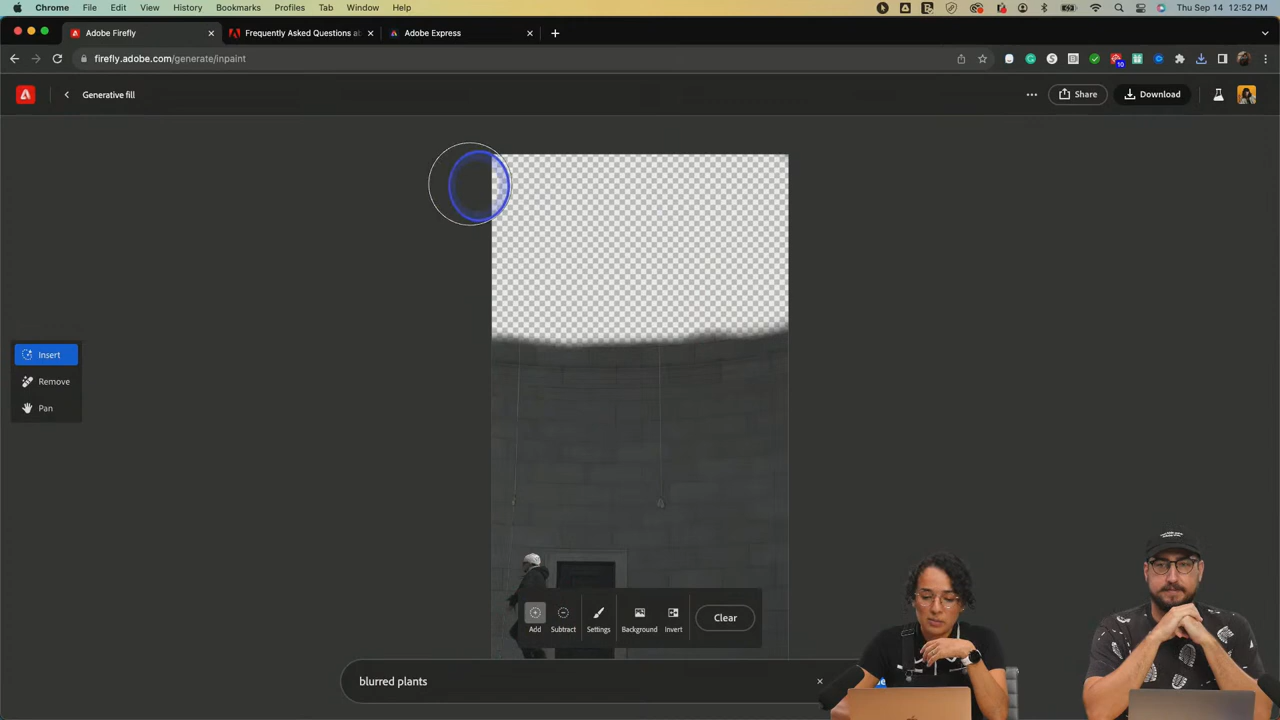 Chrome File Edit View History Bookmarks Profiles Tab Window Help Thu Sep 14 12:52 PM
Adobe Firefly Frequently Asked Questions a Adobe Express
firefly.adobe.com/generate/inpaint
10
Generative fill Share Download
Insert
Remove
Pan
Add Subtract Settings Background Invert Clear
blurred plants